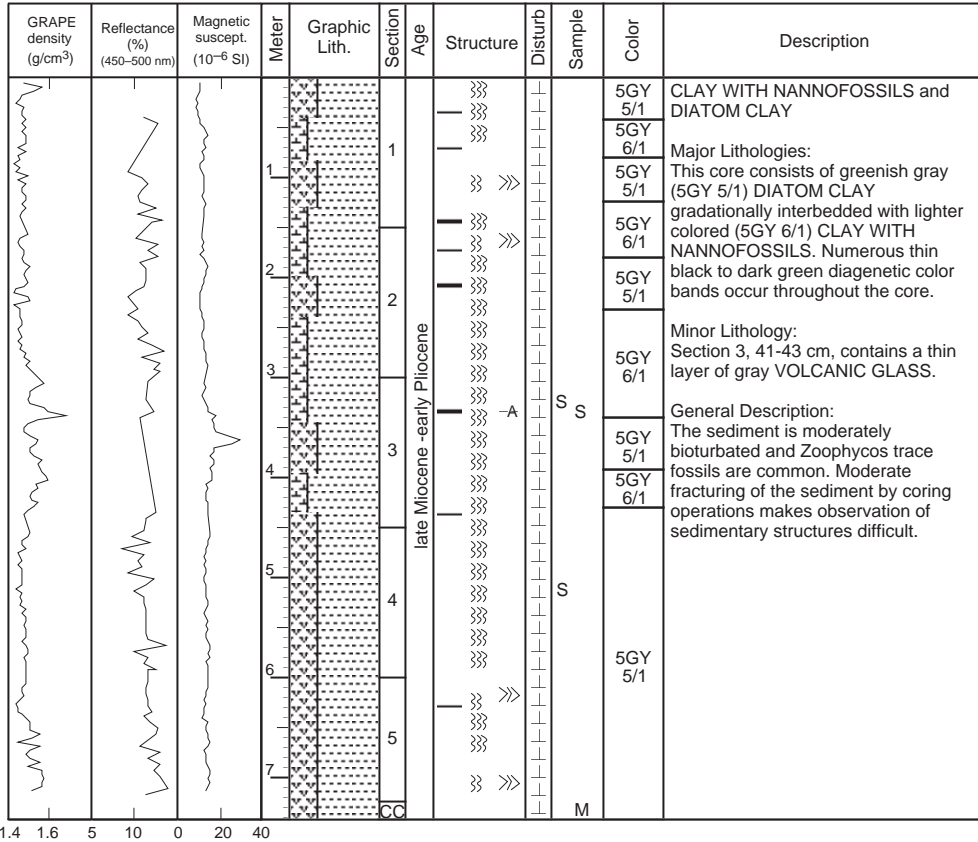 GRAPE
density
(g/cm³)
Reflectance
(%)
(450–500 nm)
Magnetic
suscept.
(10⁻⁶ SI)
Meter
Graphic
Lith.
Section
Age
Structure
Disturb
Sample
Color
Description
1
2
3
4
5
6
7
1
2
3
4
5
CC
late Miocene -early Pliocene
A
S
S
S
M
5GY
5/1
5GY
6/1
5GY
5/1
5GY
6/1
5GY
5/1
5GY
6/1
5GY
5/1
5GY
6/1
5GY
5/1
CLAY WITH NANNOFOSSILS and
DIATOM CLAY
Major Lithologies:
This core consists of greenish gray
(5GY 5/1) DIATOM CLAY
gradationally interbedded with lighter
colored (5GY 6/1) CLAY WITH
NANNOFOSSILS. Numerous thin
black to dark green diagenetic color
bands occur throughout the core.
Minor Lithology:
Section 3, 41-43 cm, contains a thin
layer of gray VOLCANIC GLASS.
General Description:
The sediment is moderately
bioturbated and Zoophycos trace
fossils are common. Moderate
fracturing of the sediment by coring
operations makes observation of
sedimentary structures difficult.
1.4 1.6 5 10 0 20 40